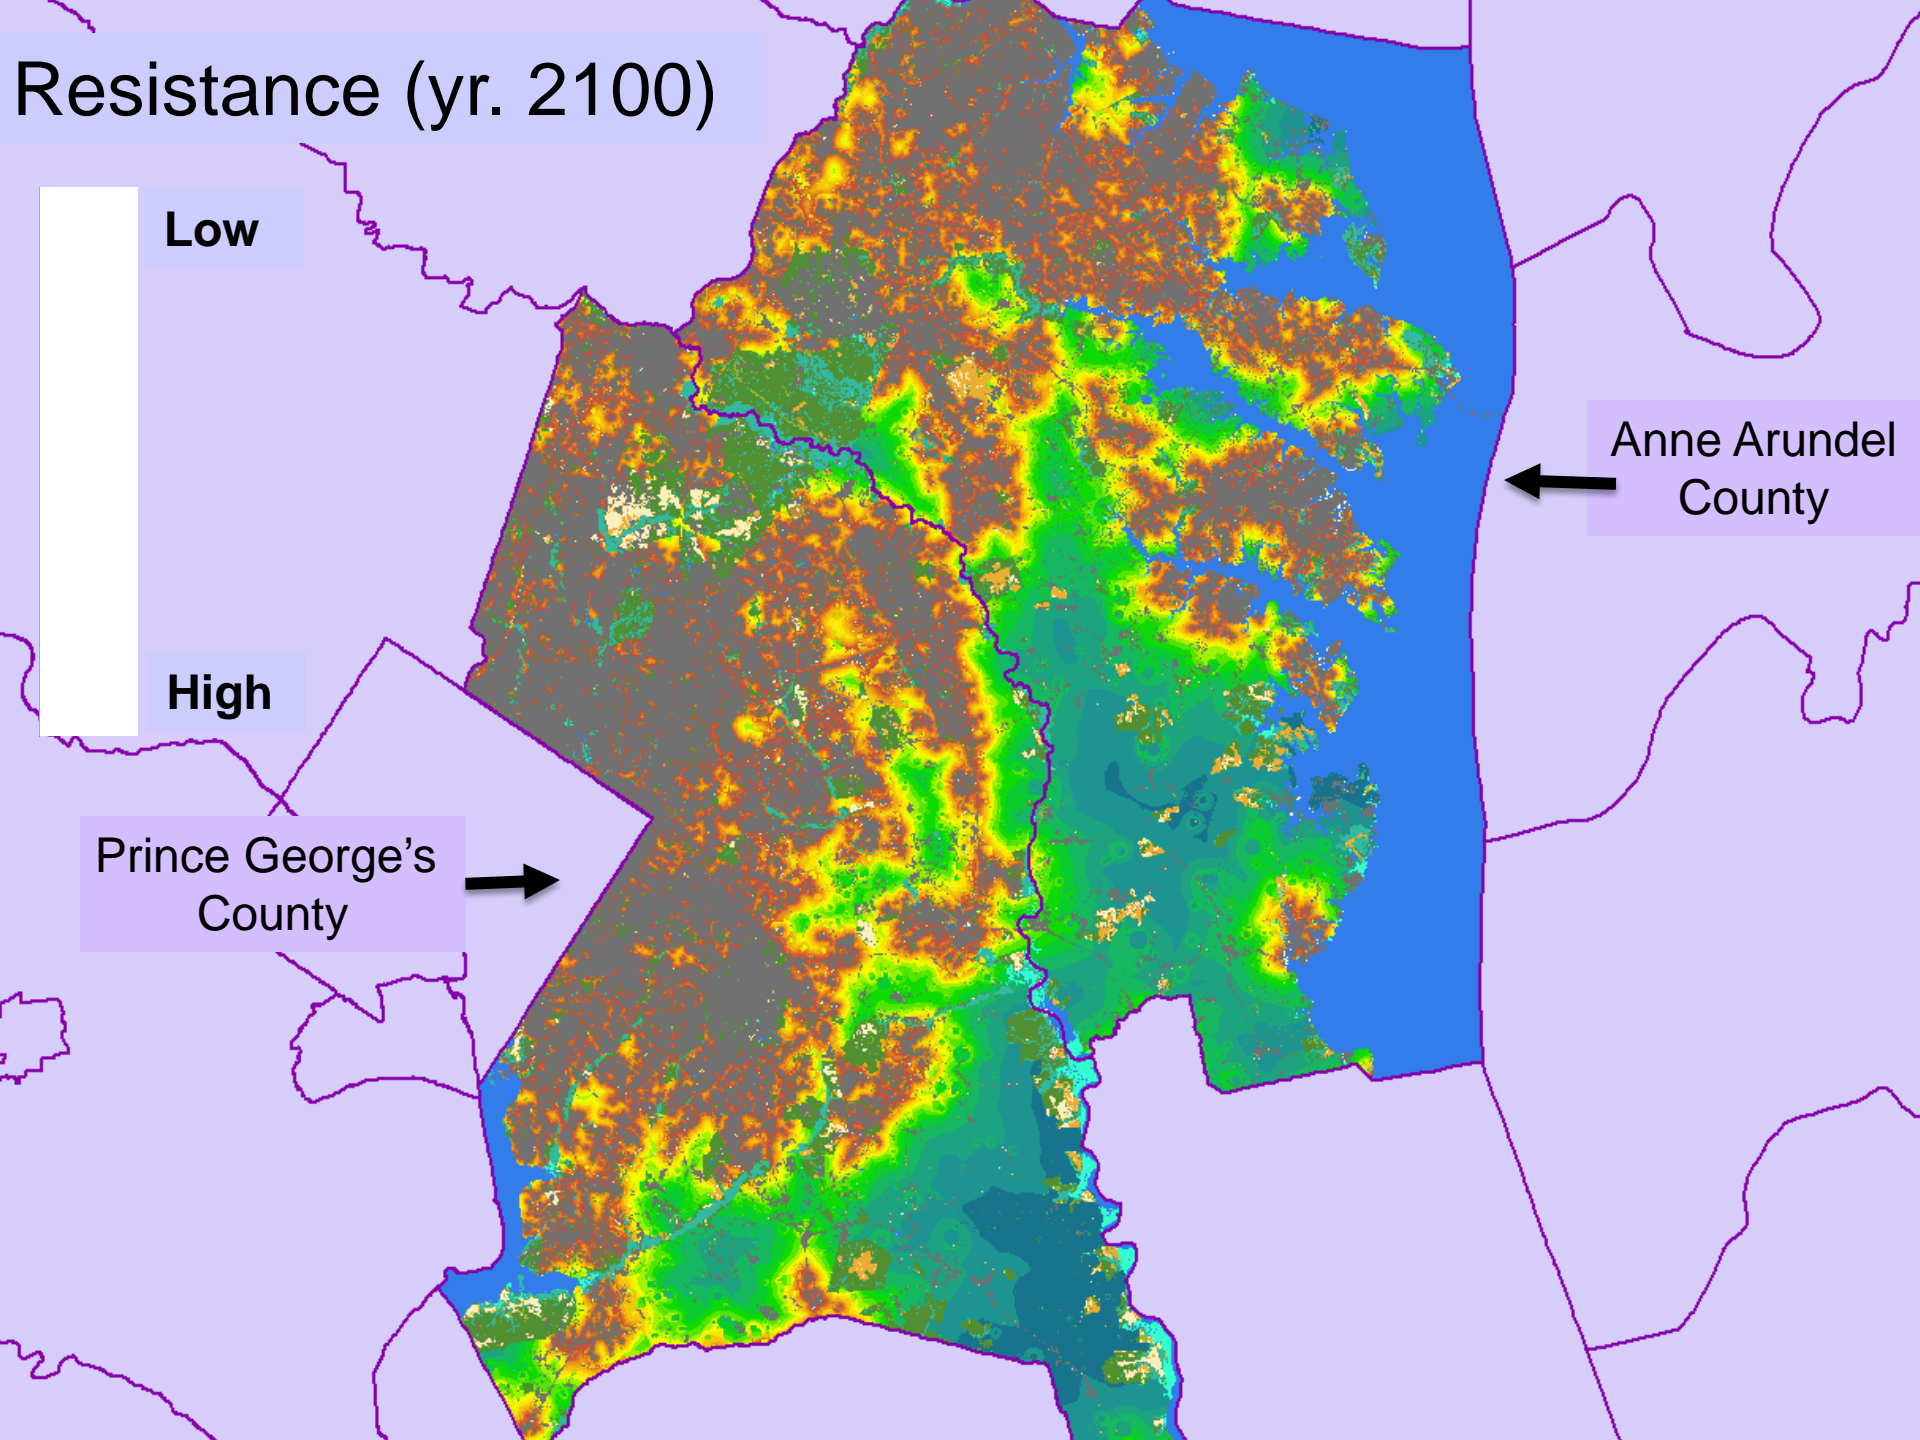 Resistance (yr. 2100)
Low
High
Anne Arundel
County
Prince George’s
County